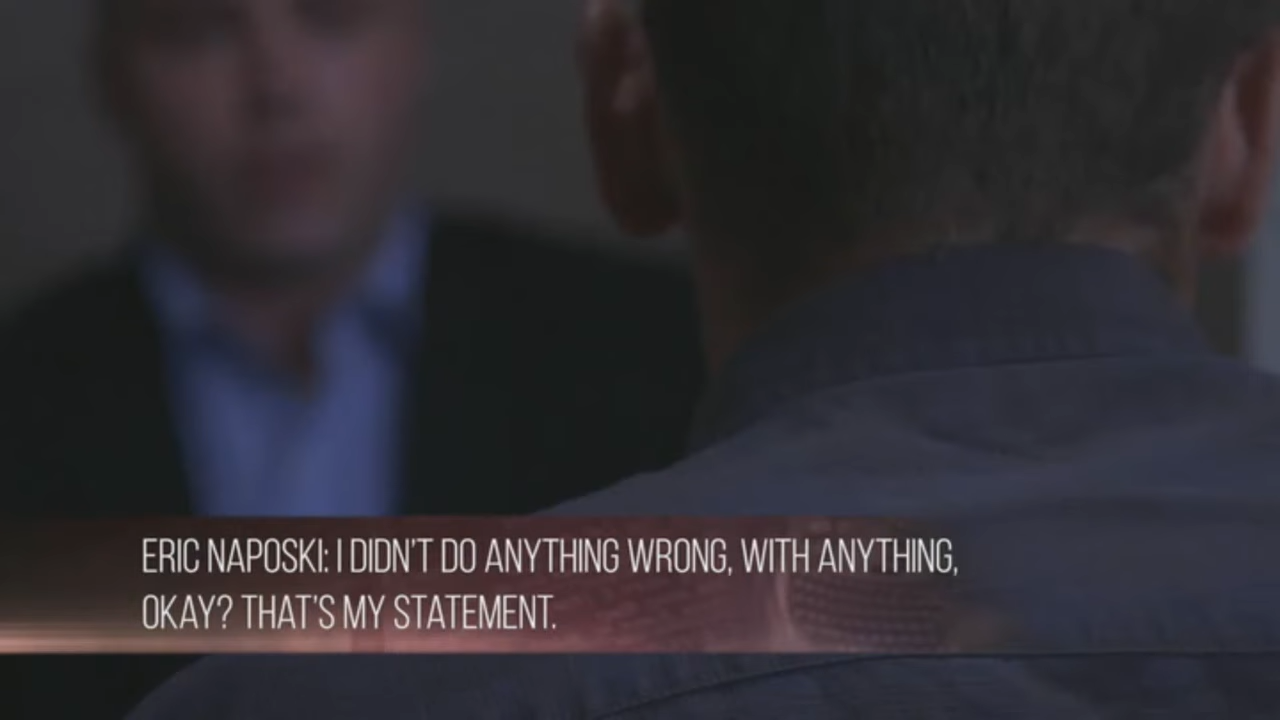 ERIC NAPOSKI: I DIDN'T DO ANYTHING WRONG, WITH ANYTHING,
OKAY? THAT'S MY STATEMENT.